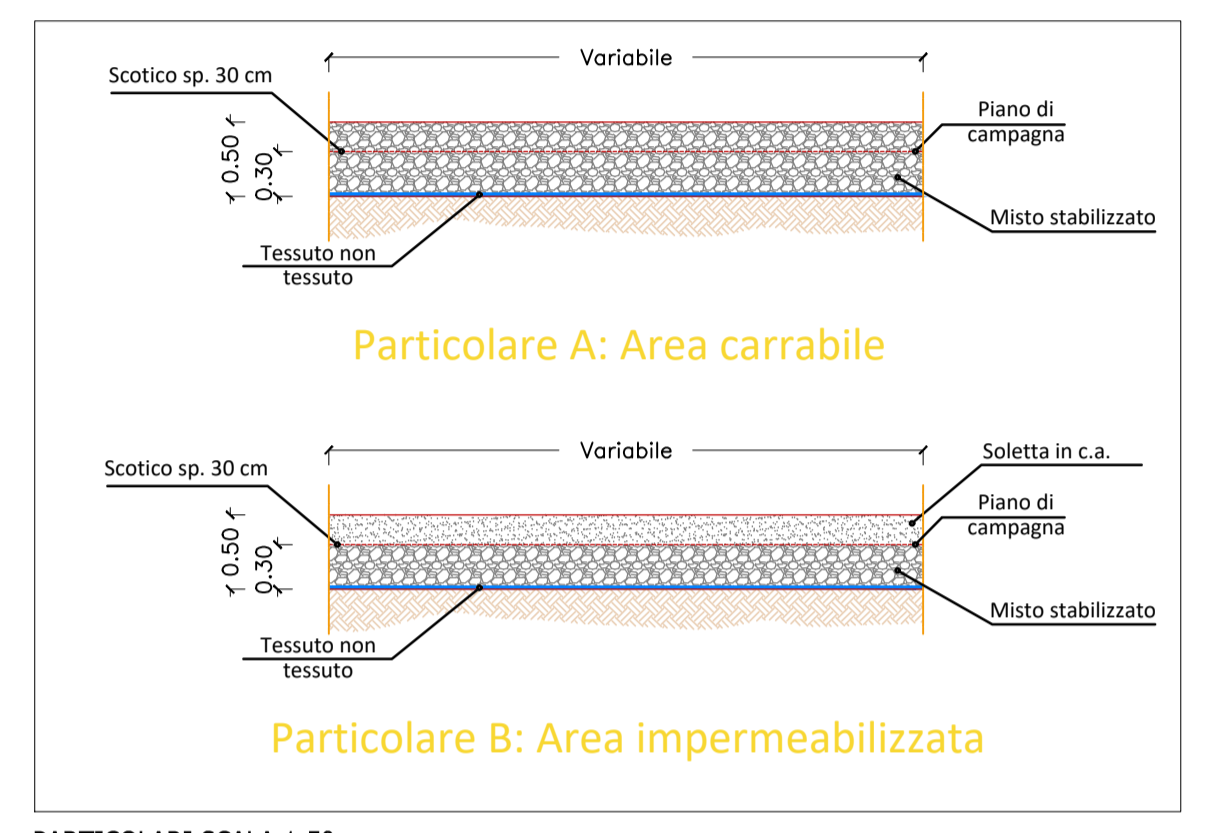 Variabile
Scotico sp. 30 cm
Piano di
campagna
0.50
0.30
Misto stabilizzato
Tessuto non
tessuto
Particolare A: Area carrabile
Variabile
Soletta in c.a.
Scotico sp. 30 cm
Piano di
campagna
0.50
0.30
Misto stabilizzato
Tessuto non
tessuto
Particolare B: Area impermeabilizzata